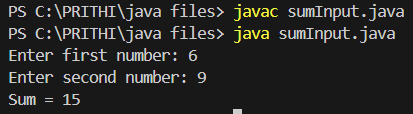 PS C:\PRITHI\java files> javac sumInput.java
PS C:\PRITHI\java files> java sumInput.java
Enter first number: 6
Enter second number: 9
Sum = 15